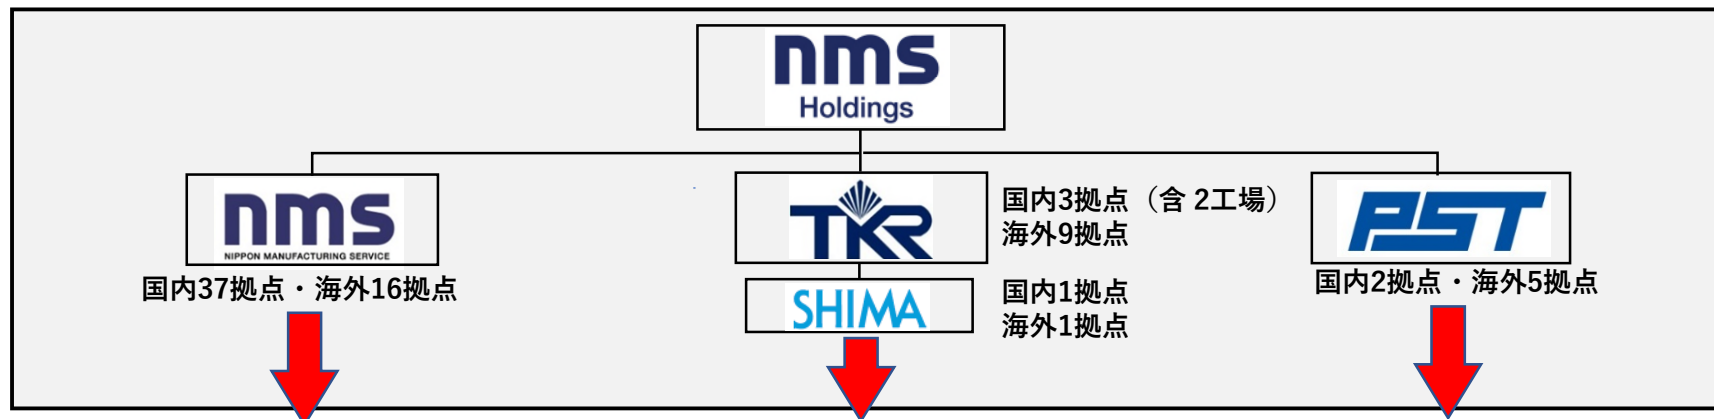 nms
Holdings
nms
NIPPON MANUFACTURING SERVICE
国内37拠点・海外16拠点
TKR
国内3拠点（含 2工場）
海外9拠点
SHIMA
国内1拠点
海外1拠点
PST
国内2拠点・海外5拠点